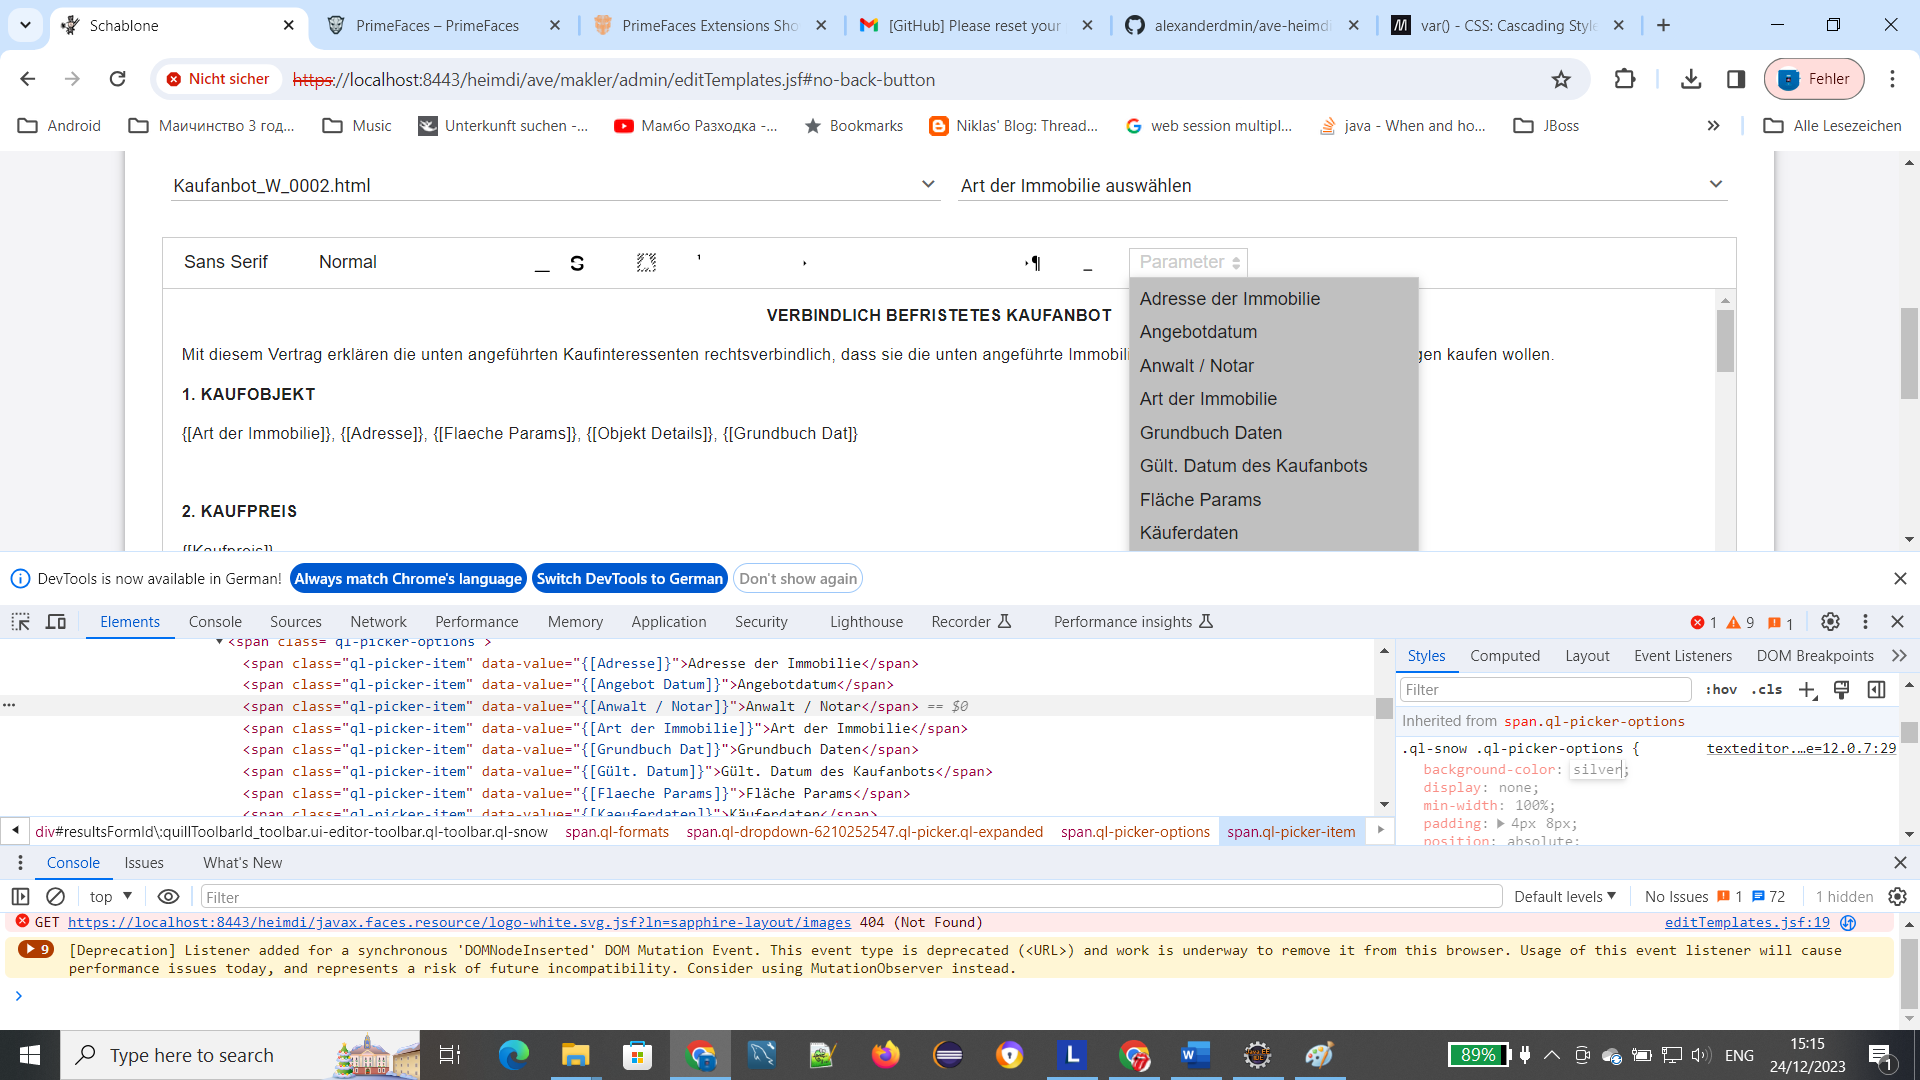 Schablone
PrimeFaces – PrimeFaces
PrimeFaces Extensions Sho
[GitHub] Please reset your
alexanderdmin/ave-heimdi
var() - CSS: Cascading Style
Nicht sicher
https://localhost:8443/heimdi/ave/makler/admin/editTemplates.jsf#no-back-button
Fehler
Android
Маичинство 3 год...
Music
Unterkunft suchen -...
Мамбо Разходка -...
Bookmarks
Niklas' Blog: Thread...
web session multipl...
java - When and ho...
JBoss
Alle Lesezeichen
Kaufanbot_W_0002.html
Art der Immobilie auswählen
Sans Serif
Normal
Parameter
Adresse der Immobilie
Angebotdatum
Anwalt / Notar
Art der Immobilie
Grundbuch Daten
Gült. Datum des Kaufanbots
Fläche Params
Käuferdaten
VERBINDLICH BEFRISTETES KAUFANBOT
Mit diesem Vertrag erklären die unten angeführten Kaufinteressenten rechtsverbindlich, dass sie die unten angeführte Immobili
gen kaufen wollen.
1. KAUFOBJEKT
{[Art der Immobilie]}, {[Adresse]}, {[Flaeche Params]}, {[Objekt Details]}, {[Grundbuch Dat]}
2. KAUFPREIS
{[Kaufpreis]}
DevTools is now available in German!
Always match Chrome's language
Switch DevTools to German
Don't show again
Elements
Console
Sources
Network
Performance
Memory
Application
Security
Lighthouse
Recorder
Performance insights
1
9
1
<span class="ql-picker-options">
<span class="ql-picker-item" data-value="{[Adresse]}">Adresse der Immobilie</span>
<span class="ql-picker-item" data-value="{[Angebot Datum]}">Angebotdatum</span>
<span class="ql-picker-item" data-value="{[Anwalt / Notar]}">Anwalt / Notar</span> == $0
<span class="ql-picker-item" data-value="{[Art der Immobilie]}">Art der Immobilie</span>
<span class="ql-picker-item" data-value="{[Grundbuch Dat]}">Grundbuch Daten</span>
<span class="ql-picker-item" data-value="{[Gült. Datum]}">Gült. Datum des Kaufanbots</span>
<span class="ql-picker-item" data-value="{[Flaeche Params]}">Fläche Params</span>
<span class="ql-picker-item" data-value="{[Kaeuferdaten]}">Käuferdaten</span>
div#resultsFormId\:quillToolbarId_toolbar.ui-editor-toolbar.ql-toolbar.ql-snow
span.ql-formats
span.ql-dropdown-6210252547.ql-picker.ql-expanded
span.ql-picker-options
span.ql-picker-item
Styles
Computed
Layout
Event Listeners
DOM Breakpoints
Filter
:hov
.cls
Inherited from span.ql-picker-options
.ql-snow .ql-picker-options {
texteditor.…e=12.0.7:29
background-color: silver;
display: none;
min-width: 100%;
padding: 4px 8px;
position: absolute;
Console
Issues
What's New
top
Filter
Default levels
No Issues
1
72
1 hidden
GET https://localhost:8443/heimdi/javax.faces.resource/logo-white.svg.jsf?ln=sapphire-layout/images 404 (Not Found)
editTemplates.jsf:19
9
[Deprecation] Listener added for a synchronous 'DOMNodeInserted' DOM Mutation Event. This event type is deprecated (<URL>) and work is underway to remove it from this browser. Usage of this event listener will cause
performance issues today, and represents a risk of future incompatibility. Consider using MutationObserver instead.
Type here to search
89%
ENG
15:15
24/12/2023
1